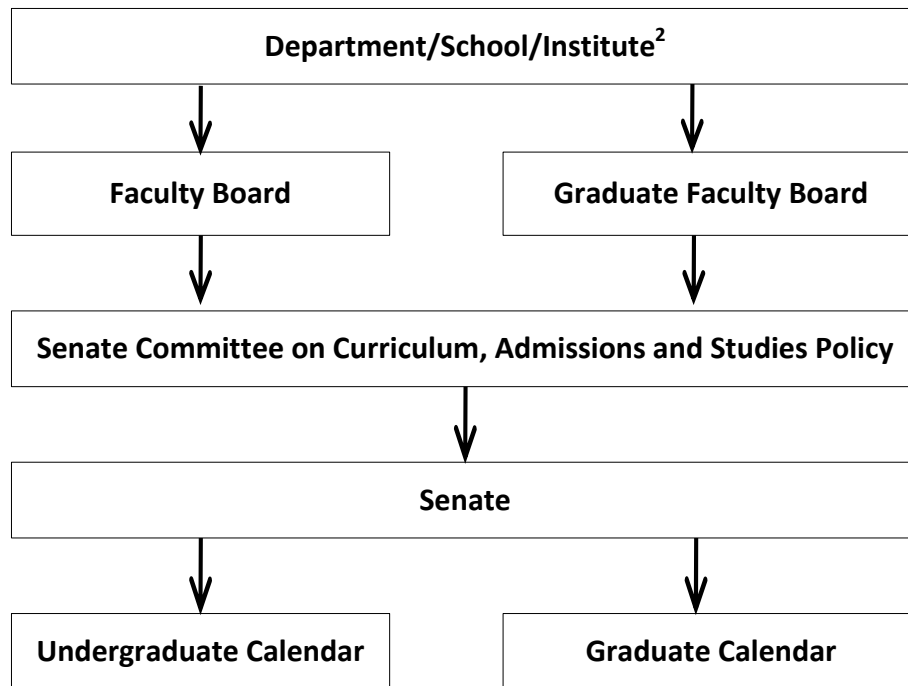 Department/School/Institute²
Faculty Board
Graduate Faculty Board
Senate Committee on Curriculum, Admissions and Studies Policy
Senate
Undergraduate Calendar
Graduate Calendar